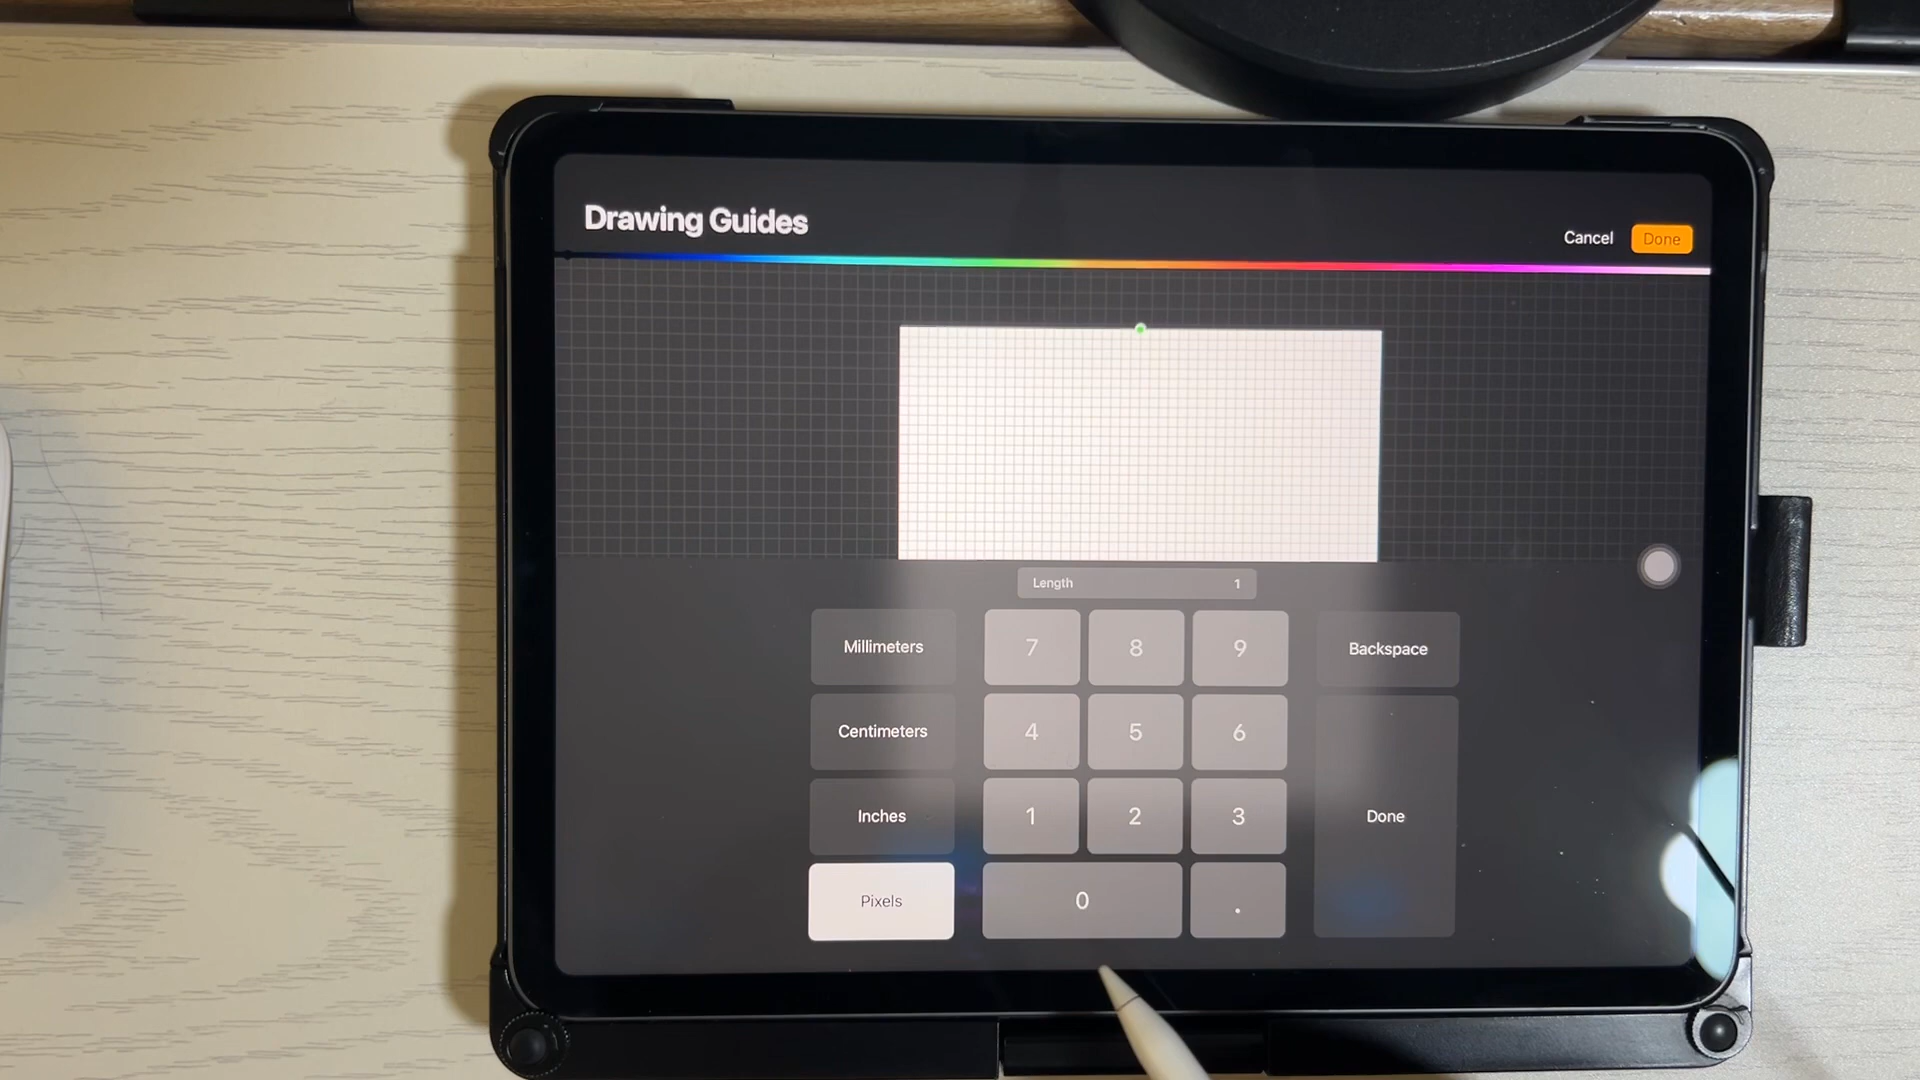 Drawing Guides
Cancel
Done
Length 1
Millimeters 7 8 9 Backspace
Centimeters 4 5 6
Inches 1 2 3 Done
Pixels 0 .